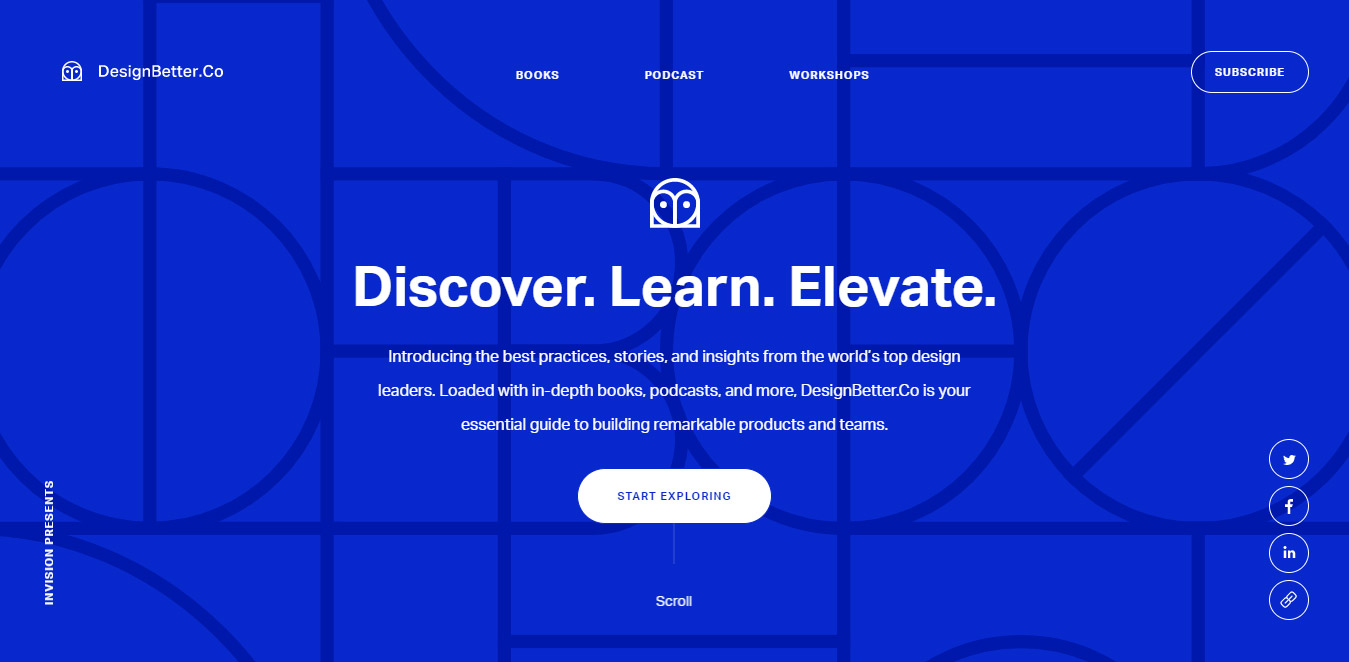 DesignBetter.Co
BOOKS
PODCAST
WORKSHOPS
SUBSCRIBE
Discover. Learn. Elevate.
Introducing the best practices, stories, and insights from the world's top design
leaders. Loaded with in-depth books, podcasts, and more, DesignBetter.Co is your
essential guide to building remarkable products and teams.
START EXPLORING
Scroll
INVISION PRESENTS